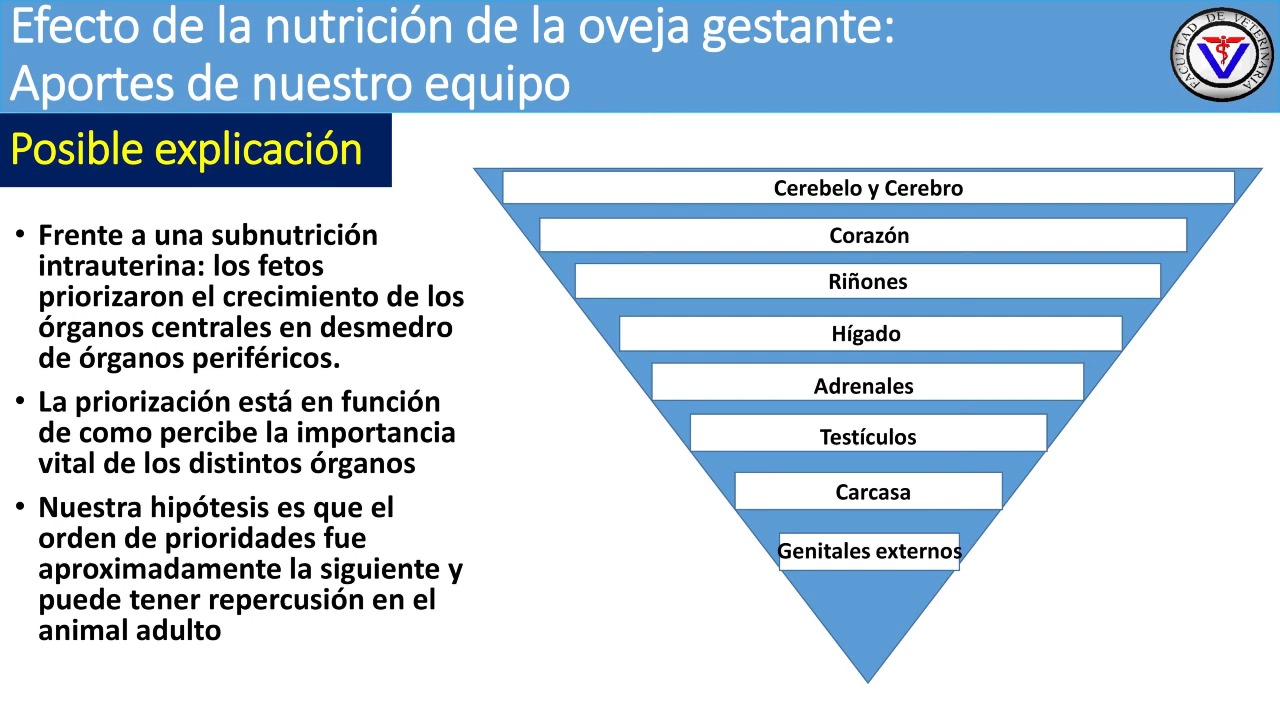 Efecto de la nutrición de la oveja gestante:
Aportes de nuestro equipo
FACULTAD DE VETERINARIA
Posible explicación
• Frente a una subnutrición
intrauterina: los fetos
priorizaron el crecimiento de los
órganos centrales en desmedro
de órganos periféricos.
• La priorización está en función
de como percibe la importancia
vital de los distintos órganos
• Nuestra hipótesis es que el
orden de prioridades fue
aproximadamente la siguiente y
puede tener repercusión en el
animal adulto
Cerebelo y Cerebro
Corazón
Riñones
Hígado
Adrenales
Testículos
Carcasa
Genitales externos